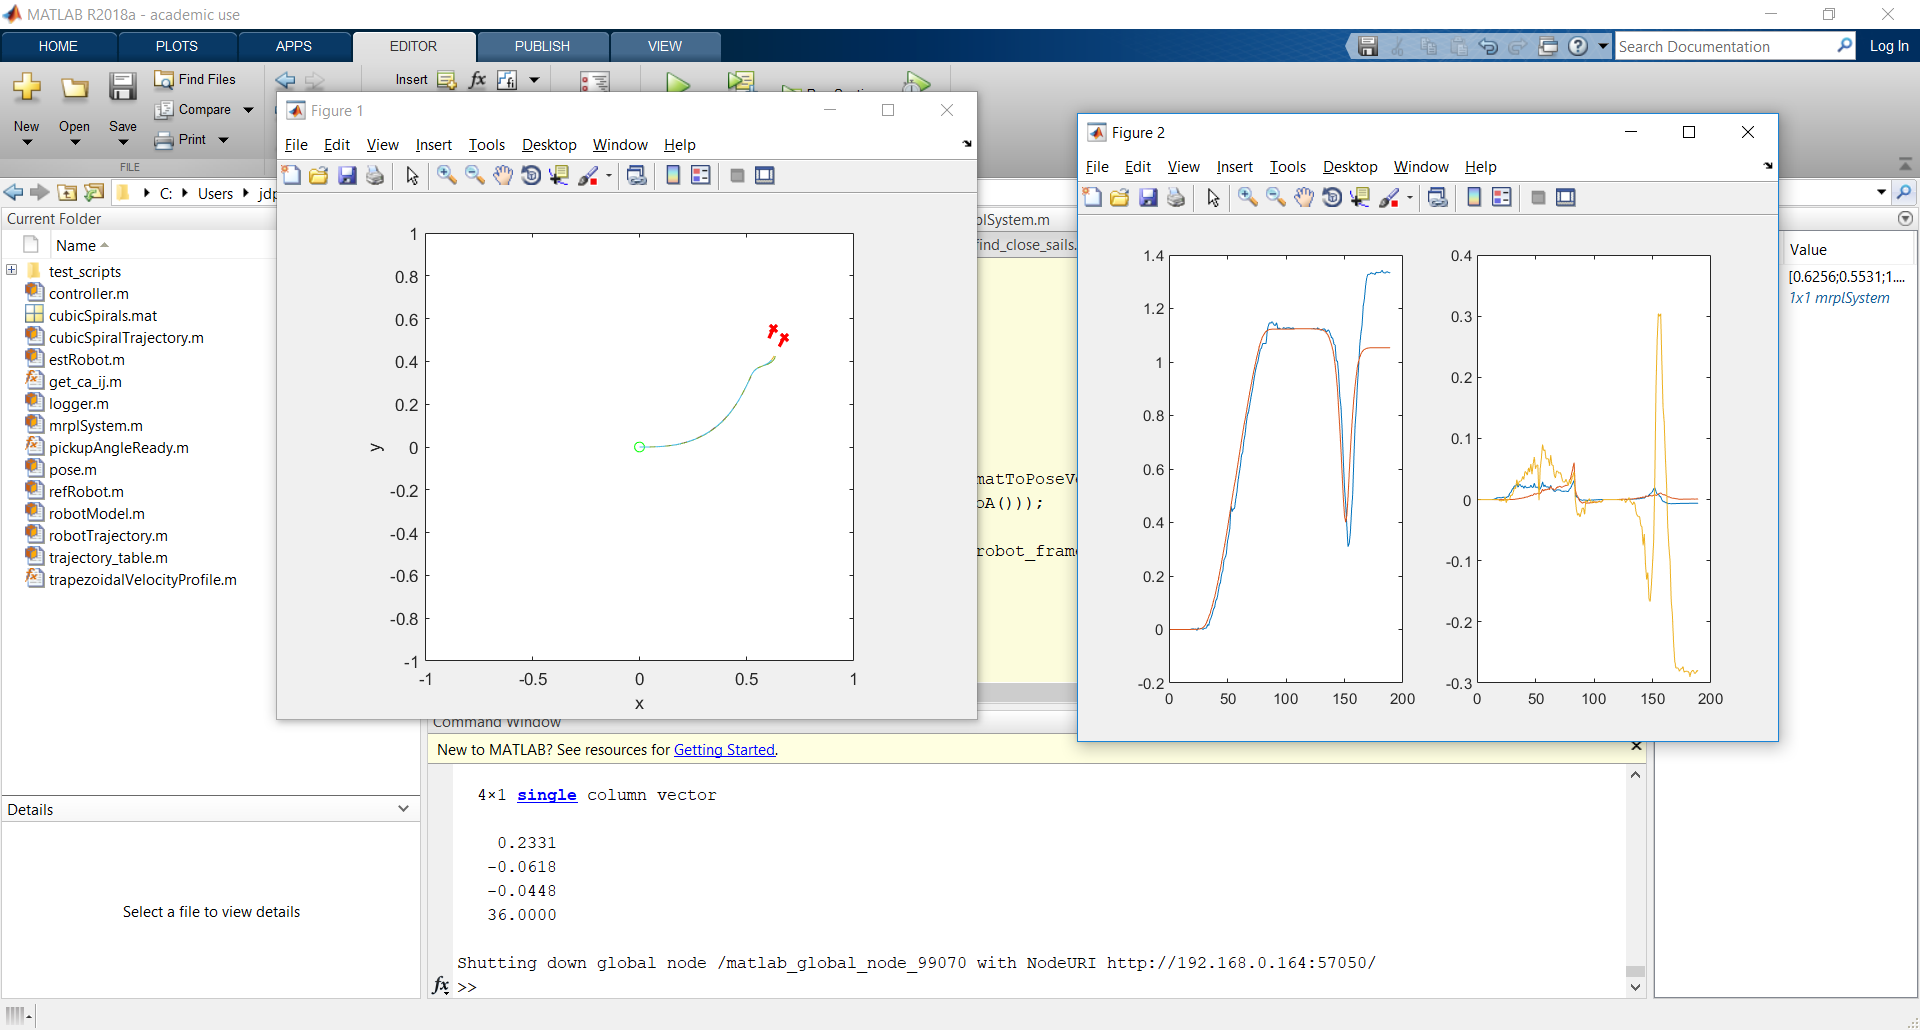 MATLAB R2018a - academic use
HOME PLOTS APPS EDITOR PUBLISH VIEW
Search Documentation
Log In
New Open Save
Find Files
Compare
Print
FILE
Insert
fx
C: Users
Current Folder
Name
test_scripts
controller.m
cubicSpirals.mat
cubicSpiralTrajectory.m
estRobot.m
get_ca_ij.m
logger.m
mrplSystem.m
pickupAngleReady.m
pose.m
refRobot.m
robotModel.m
robotTrajectory.m
trajectory_table.m
trapezoidalVelocityProfile.m
Details
Select a file to view details
Figure 1
File Edit View Insert Tools Desktop Window Help
1
0.8
0.6
0.4
0.2
0
-0.2
-0.4
-0.6
-0.8
-1
y
-1 -0.5 0 0.5 1
x
plSystem.m
find_close_sails.
matToPoseV
oA()));
robot_fram
Figure 2
File Edit View Insert Tools Desktop Window Help
1.4
1.2
1
0.8
0.6
0.4
0.2
0
-0.2
0 50 100 150 200
0.4
0.3
0.2
0.1
0
-0.1
-0.2
-0.3
0 50 100 150 200
Value
[0.6256;0.5531;1....
1x1 mrplSystem
Command Window
New to MATLAB? See resources for Getting Started.
4×1 single column vector
0.2331
-0.0618
-0.0448
36.0000
Shutting down global node /matlab_global_node_99070 with NodeURI http://192.168.0.164:57050/
fx >>